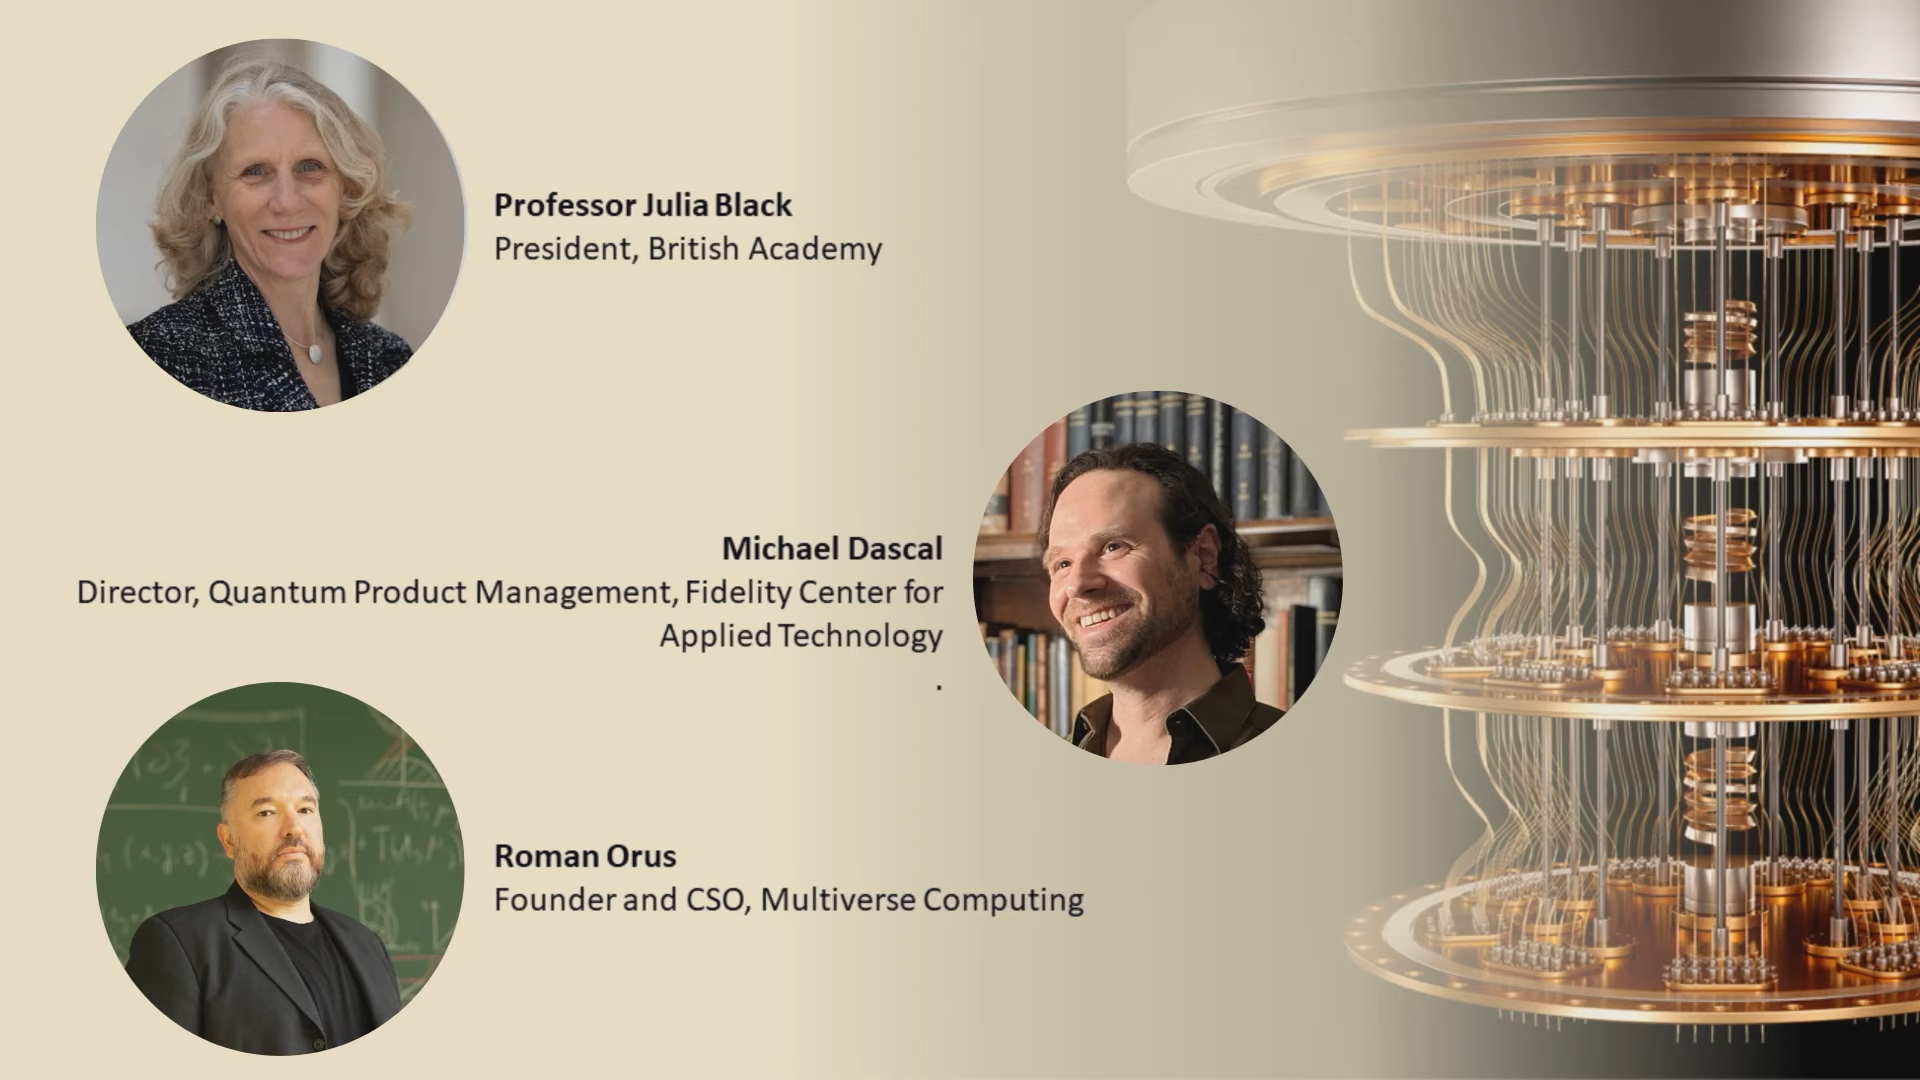 Professor Julia Black
President, British Academy
Michael Dascal
Director, Quantum Product Management, Fidelity Center for
Applied Technology
.
Roman Orus
Founder and CSO, Multiverse Computing